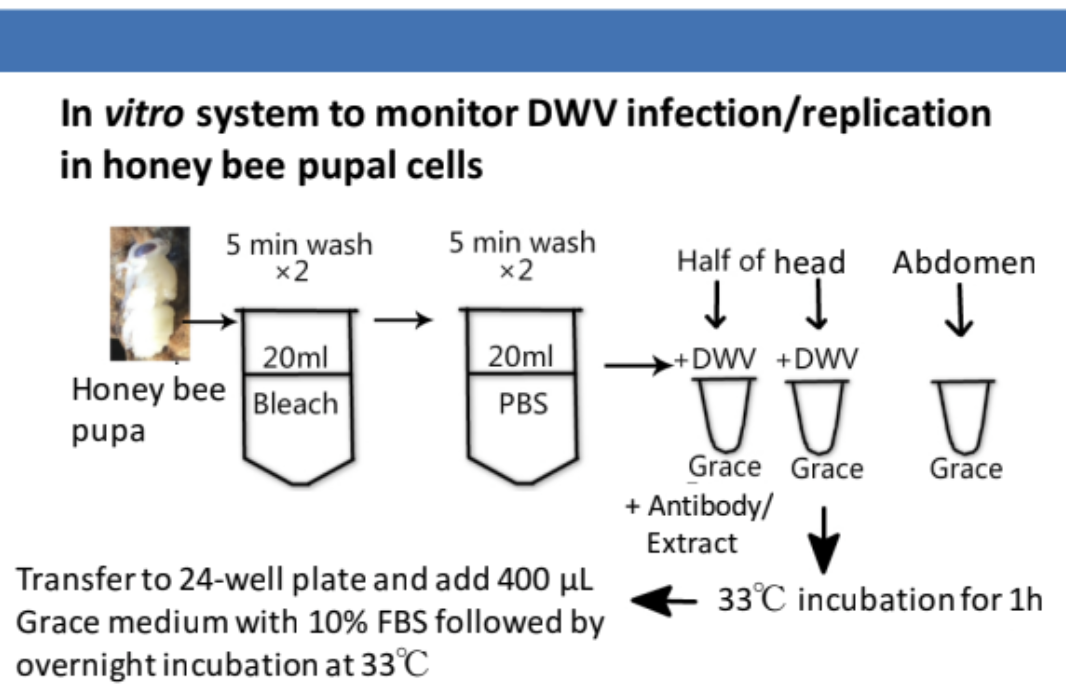 In vitro system to monitor DWV infection/replication
in honey bee pupal cells
5 min wash
×2
5 min wash
×2
Half of head
Abdomen
20ml
Bleach
20ml
PBS
+DWV
+DWV
Honey bee
pupa
Grace
Grace
Grace
+ Antibody/
Extract
33℃ incubation for 1h
Transfer to 24-well plate and add 400 µL
Grace medium with 10% FBS followed by
overnight incubation at 33℃